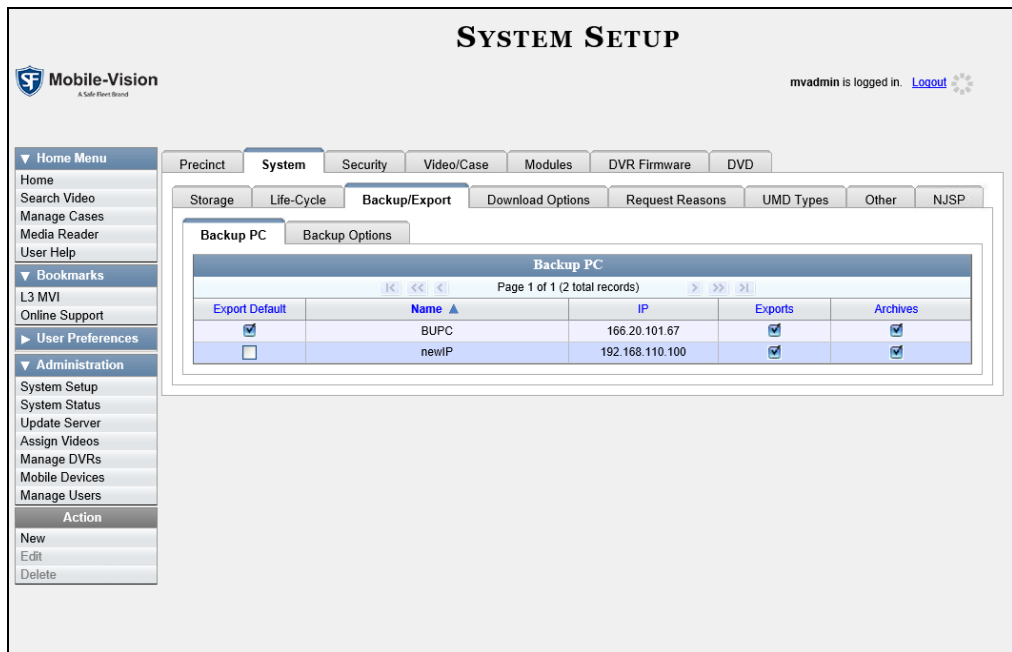 SYSTEM SETUP
SF Mobile-Vision
A Safe Fleet Brand
mvadmin is logged in. Logout
▼ Home Menu
Home
Search Video
Manage Cases
Media Reader
User Help
▼ Bookmarks
L3 MVI
Online Support
▶ User Preferences
▼ Administration
System Setup
System Status
Update Server
Assign Videos
Manage DVRs
Mobile Devices
Manage Users
Action
New
Edit
Delete
Precinct System Security Video/Case Modules DVR Firmware DVD
Storage Life-Cycle Backup/Export Download Options Request Reasons UMD Types Other NJSP
Backup PC Backup Options
Backup PC
|< << < Page 1 of 1 (2 total records) > >> >|
Export Default Name ▲ IP Exports Archives
BUPC 166.20.101.67
newIP 192.168.110.100